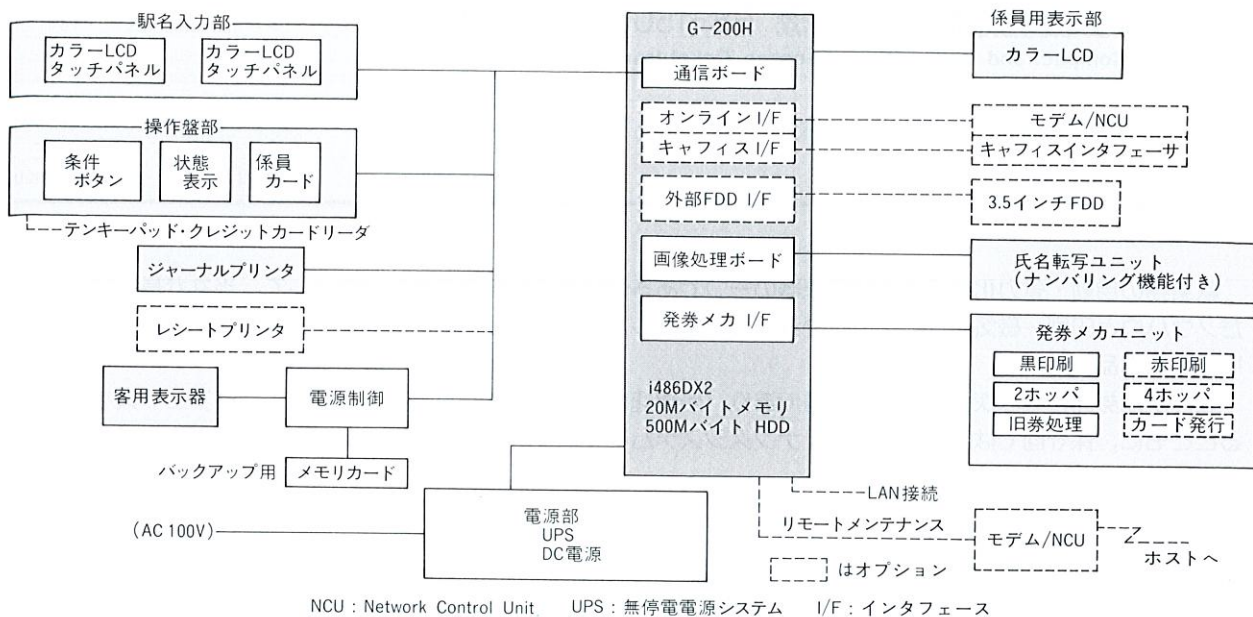 駅名入力部
カラーLCD
タッチパネル
カラーLCD
タッチパネル
操作盤部
条件
ボタン
状態
表示
係員
カード
テンキーパッド・クレジットカードリーダ
ジャーナルプリンタ
レシートプリンタ
客用表示器
電源制御
バックアップ用
メモリカード
(AC 100V)
電源部
UPS
DC電源
G-200H
通信ボード
オンラインI/F
キャフィスI/F
外部FDD I/F
画像処理ボード
発券メカ I/F
i486DX2
20Mバイトメモリ
500Mバイト HDD
係員用表示部
カラーLCD
モデム/NCU
キャフィスインタフェーサ
3.5インチFDD
氏名転写ユニット
(ナンバリング機能付き)
発券メカユニット
黒印刷
赤印刷
2ホッパ
4ホッパ
旧券処理
カード発行
LAN接続
リモートメンテナンス
モデム/NCU
ホストへ
はオプション
NCU : Network Control Unit UPS : 無停電電源システム I/F : インタフェース